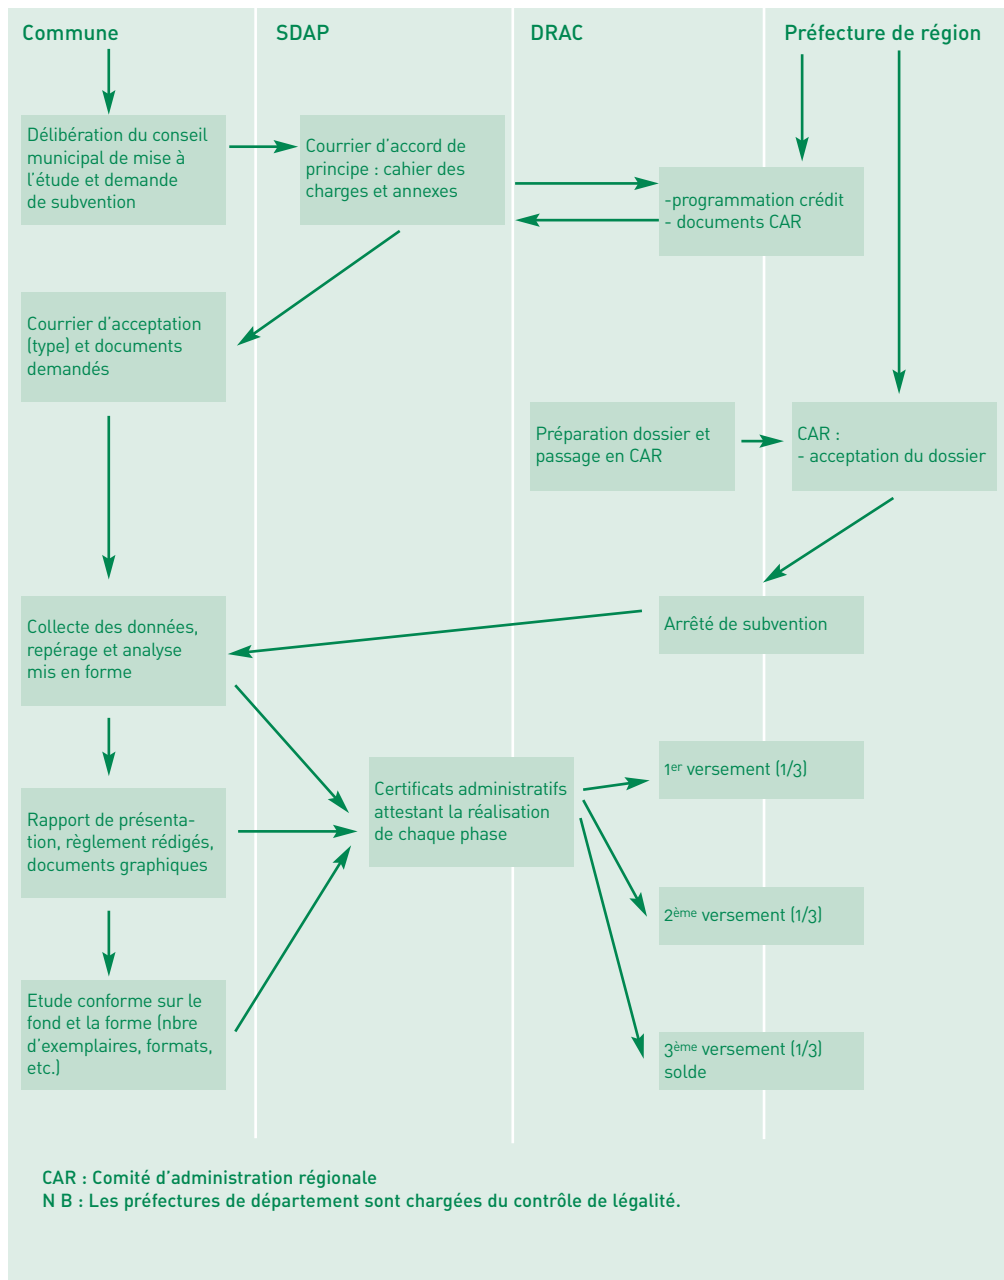 Commune
SDAP
DRAC
Préfecture de région
Délibération du conseil
municipal de mise à
l'étude et demande
de subvention
Courrier d'accord de
principe : cahier des
charges et annexes
-programmation crédit
- documents CAR
Courrier d'acceptation
(type) et documents
demandés
Préparation dossier et
passage en CAR
CAR :
- acceptation du dossier
Collecte des données,
repérage et analyse
mis en forme
Arrêté de subvention
1er versement (1/3)
Certificats administratifs
attestant la réalisation
de chaque phase
Rapport de présenta-
tion, règlement rédigés,
documents graphiques
2ème versement (1/3)
Etude conforme sur le
fond et la forme (nbre
d'exemplaires, formats,
etc.)
3ème versement (1/3)
solde
CAR : Comité d'administration régionale
N B : Les préfectures de département sont chargées du contrôle de légalité.